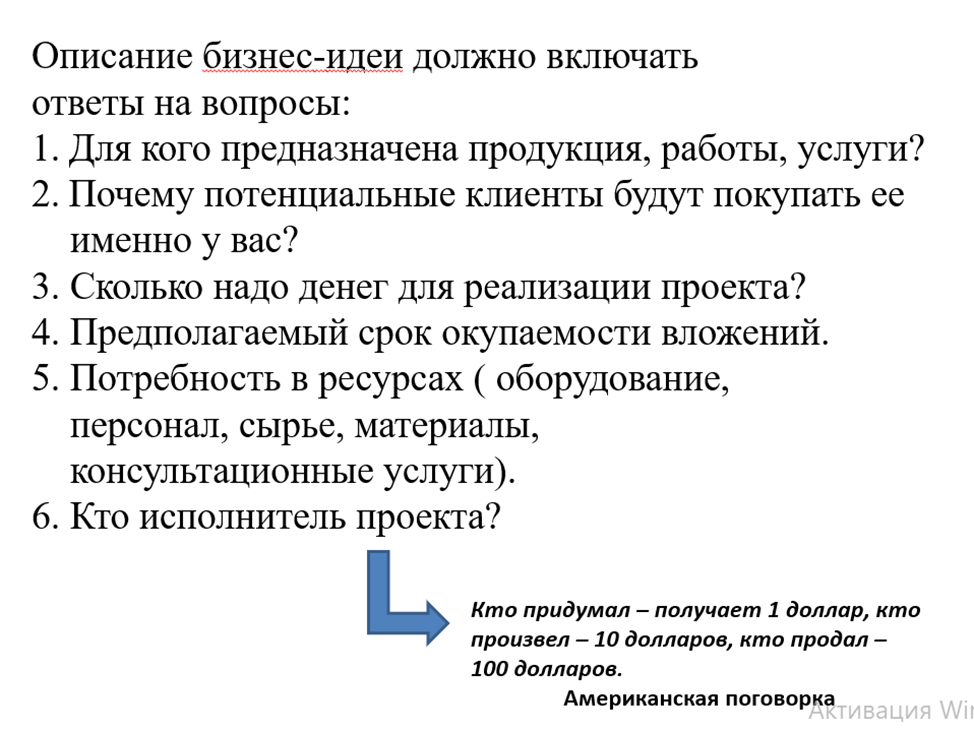 Описание бизнес-идеи должно включать
ответы на вопросы:
1. Для кого предназначена продукция, работы, услуги?
2. Почему потенциальные клиенты будут покупать ее
именно у вас?
3. Сколько надо денег для реализации проекта?
4. Предполагаемый срок окупаемости вложений.
5. Потребность в ресурсах ( оборудование,
персонал, сырье, материалы,
консультационные услуги).
6. Кто исполнитель проекта?
Кто придумал – получает 1 доллар, кто
произвел – 10 долларов, кто продал –
100 долларов.
Американская поговорка
Активация Win